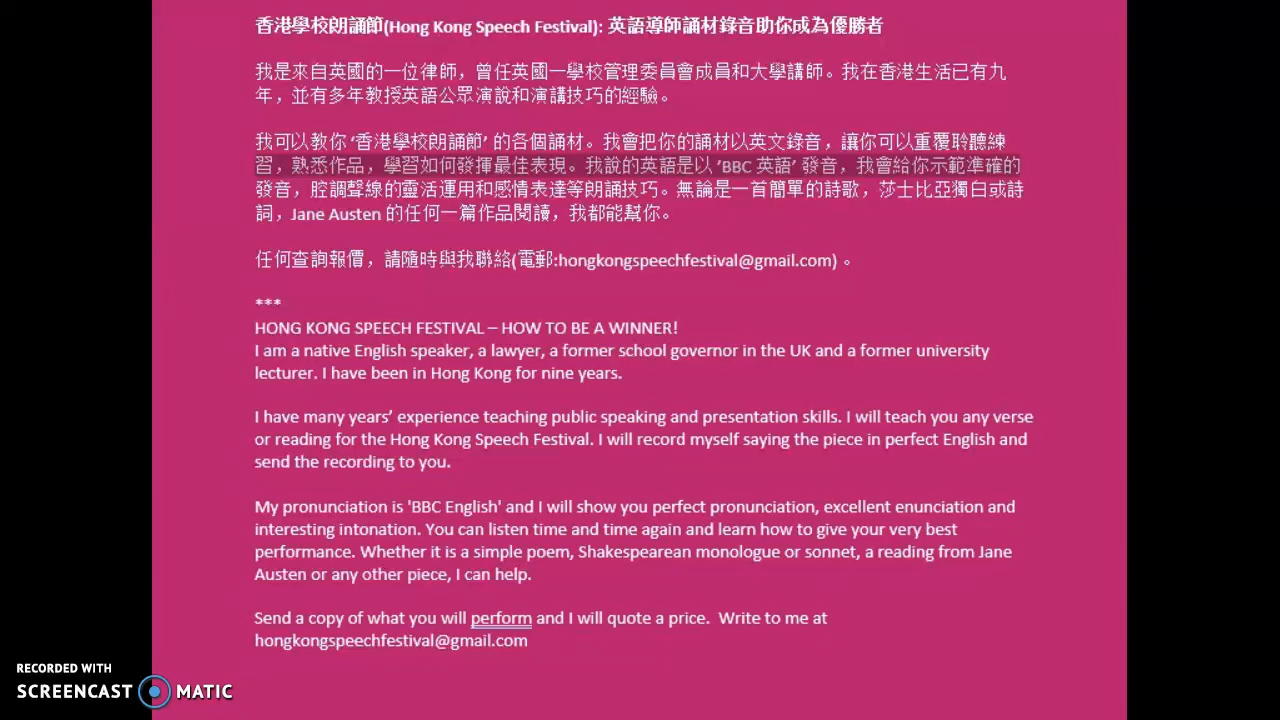 香港學校朗誦節(Hong Kong Speech Festival): 英語導師誦材錄音助你成為優勝者
我是來自英國的一位律師，曾任英國一學校管理委員會成員和大學講師。我在香港生活已有九
年，並有多年教授英語公眾演說和演講技巧的經驗。
我可以教你 ‘香港學校朗誦節’ 的各個誦材。我會把你的誦材以英文錄音，讓你可以重覆聆聽練
習，熟悉作品，學習如何發揮最佳表現。我說的英語是以 ’BBC 英語’ 發音，我會給你示範準確的
發音，腔調聲線的靈活運用和感情表達等朗誦技巧。無論是一首簡單的詩歌，莎士比亞獨白或詩
詞，Jane Austen 的任何一篇作品閱讀，我都能幫你。
任何查詢報價，請隨時與我聯絡(電郵:hongkongspeechfestival@gmail.com) 。
***
HONG KONG SPEECH FESTIVAL – HOW TO BE A WINNER!
I am a native English speaker, a lawyer, a former school governor in the UK and a former university
lecturer. I have been in Hong Kong for nine years.
I have many years’ experience teaching public speaking and presentation skills. I will teach you any verse
or reading for the Hong Kong Speech Festival. I will record myself saying the piece in perfect English and
send the recording to you.
My pronunciation is 'BBC English' and I will show you perfect pronunciation, excellent enunciation and
interesting intonation. You can listen time and time again and learn how to give your very best
performance. Whether it is a simple poem, Shakespearean monologue or sonnet, a reading from Jane
Austen or any other piece, I can help.
Send a copy of what you will perform and I will quote a price.  Write to me at
hongkongspeechfestival@gmail.com
RECORDED WITH
SCREENCAST MATIC